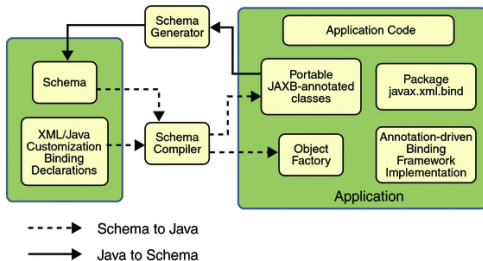 Schema
Generator
Application Code
Schema
Portable
JAXB-annotated
classes
Package
javax.xml.bind
XML/Java
Customization
Binding
Declarations
Schema
Compiler
Object
Factory
Annotation-driven
Binding
Framework
Implementation
Application
Schema to Java
Java to Schema